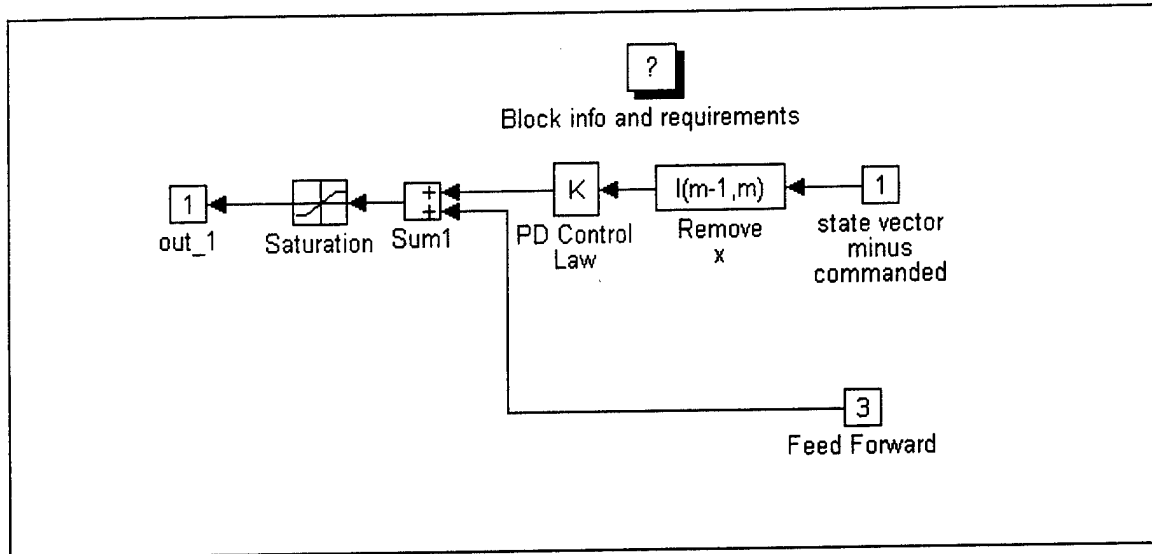 ?
Block info and requirements
1
out_1
Saturation
+
+
Sum1
K
PD Control
Law
I(m-1,m)
Remove
x
1
state vector
minus
commanded
3
Feed Forward